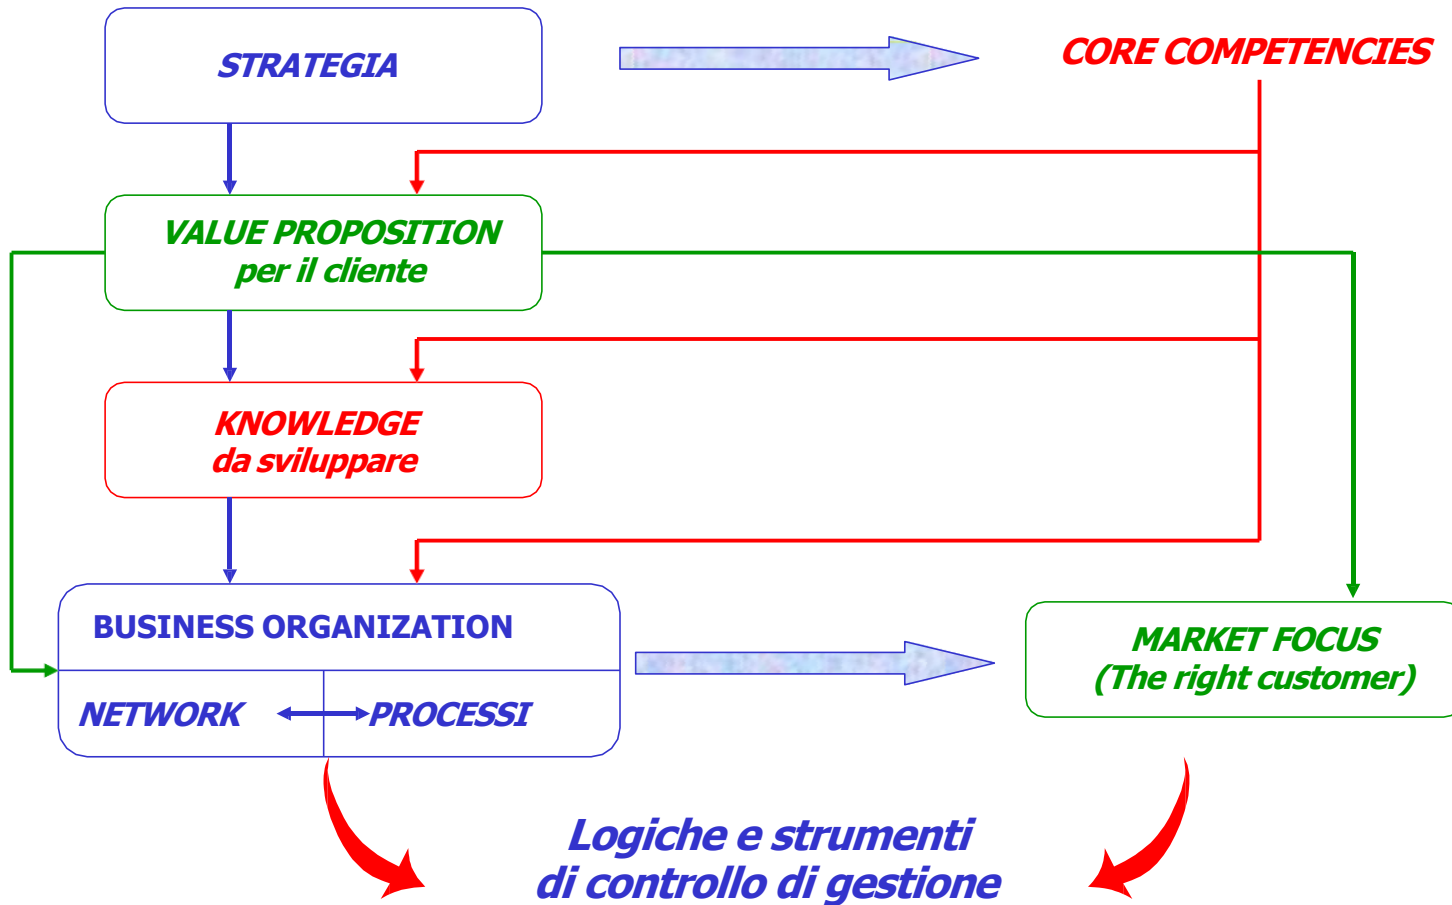 STRATEGIA
CORE COMPETENCIES
VALUE PROPOSITION
per il cliente
KNOWLEDGE
da sviluppare
BUSINESS ORGANIZATION
NETWORK
PROCESSI
MARKET FOCUS
(The right customer)
Logiche e strumenti
di controllo di gestione